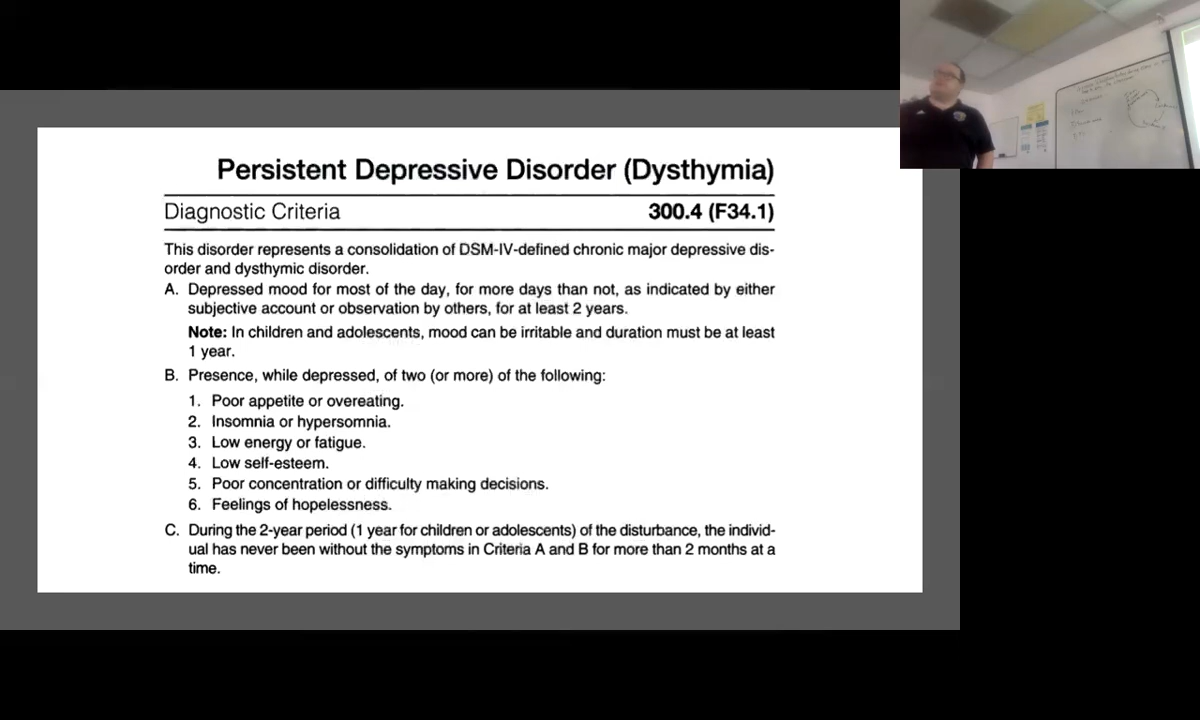 Persistent Depressive Disorder (Dysthymia)
Diagnostic Criteria 300.4 (F34.1)
This disorder represents a consolidation of DSM-IV-defined chronic major depressive dis-
order and dysthymic disorder.
A. Depressed mood for most of the day, for more days than not, as indicated by either
subjective account or observation by others, for at least 2 years.
Note: In children and adolescents, mood can be irritable and duration must be at least
1 year.
B. Presence, while depressed, of two (or more) of the following:
1. Poor appetite or overeating.
2. Insomnia or hypersomnia.
3. Low energy or fatigue.
4. Low self-esteem.
5. Poor concentration or difficulty making decisions.
6. Feelings of hopelessness.
C. During the 2-year period (1 year for children or adolescents) of the disturbance, the individ-
ual has never been without the symptoms in Criteria A and B for more than 2 months at a
time.